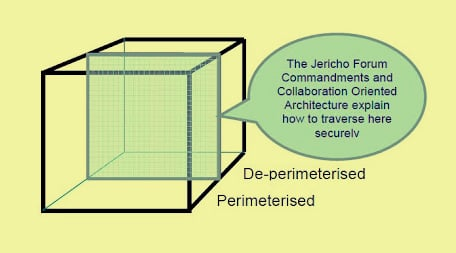 The Jericho Forum
Commandments and
Collaboration Oriented
Architecture explain
how to traverse here
securely
De-perimeterised
Perimeterised